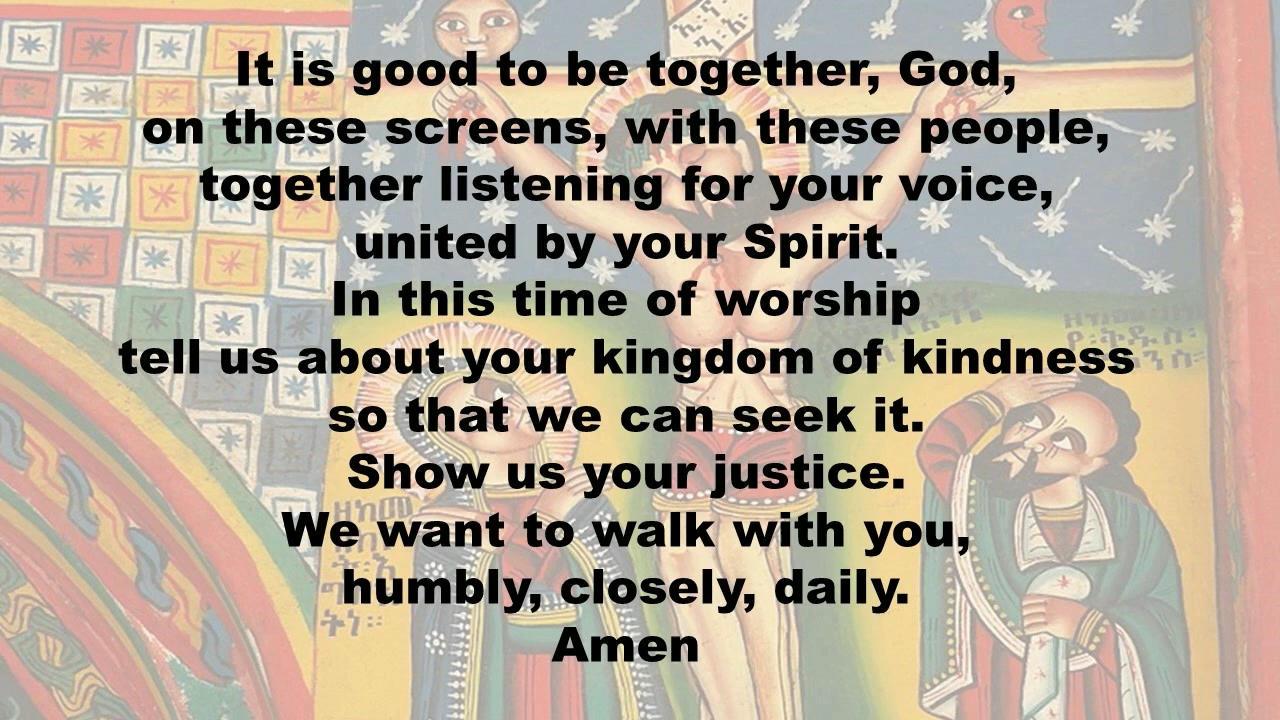 It is good to be together, God,
on these screens, with these people,
together listening for your voice,
united by your Spirit.
In this time of worship
tell us about your kingdom of kindness
so that we can seek it.
Show us your justice.
We want to walk with you,
humbly, closely, daily.
Amen